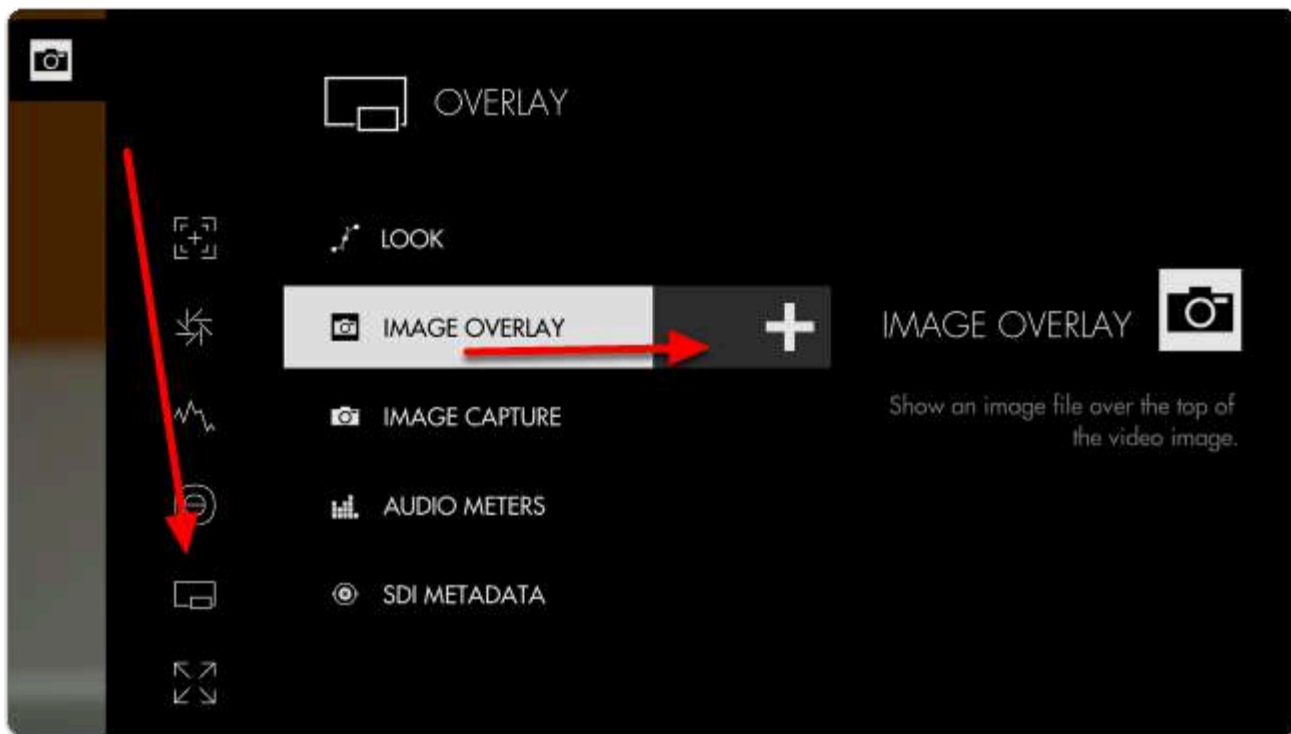 OVERLAY
LOOK
IMAGE OVERLAY
IMAGE CAPTURE
AUDIO METERS
SDI METADATA
IMAGE OVERLAY
Show an image file over the top of
the video image.